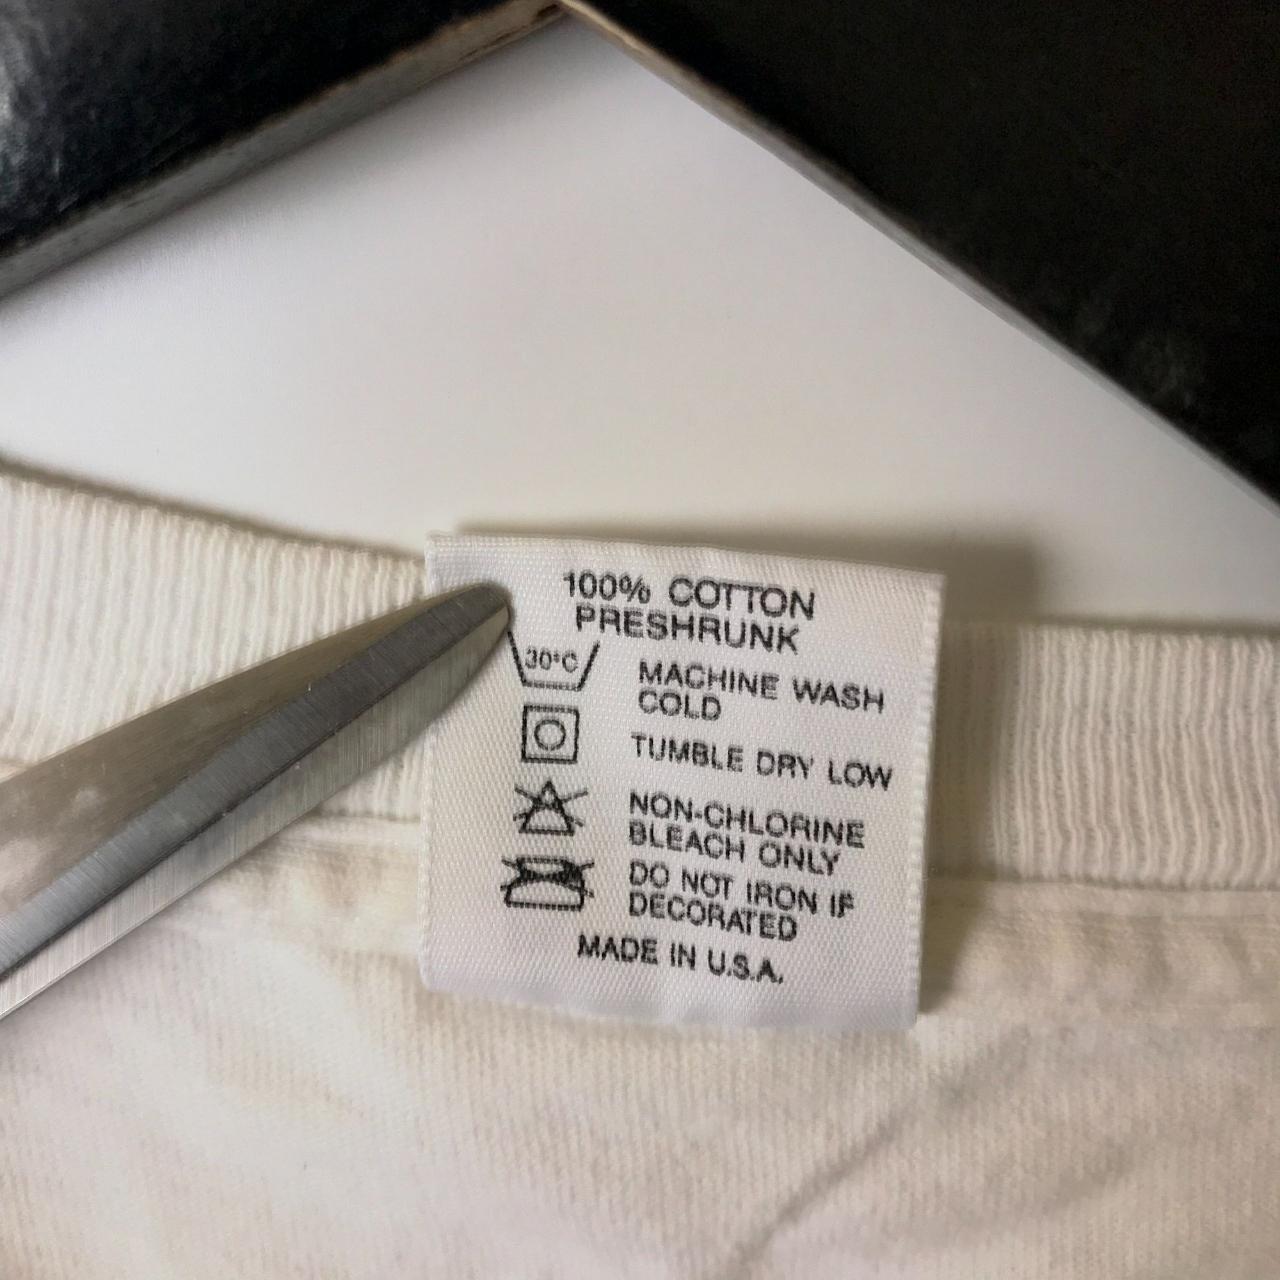 100% COTTON
PRESHRUNK
30°C
MACHINE WASH
COLD
TUMBLE DRY LOW
NON-CHLORINE
BLEACH ONLY
DO NOT IRON IF
DECORATED
MADE IN U.S.A.